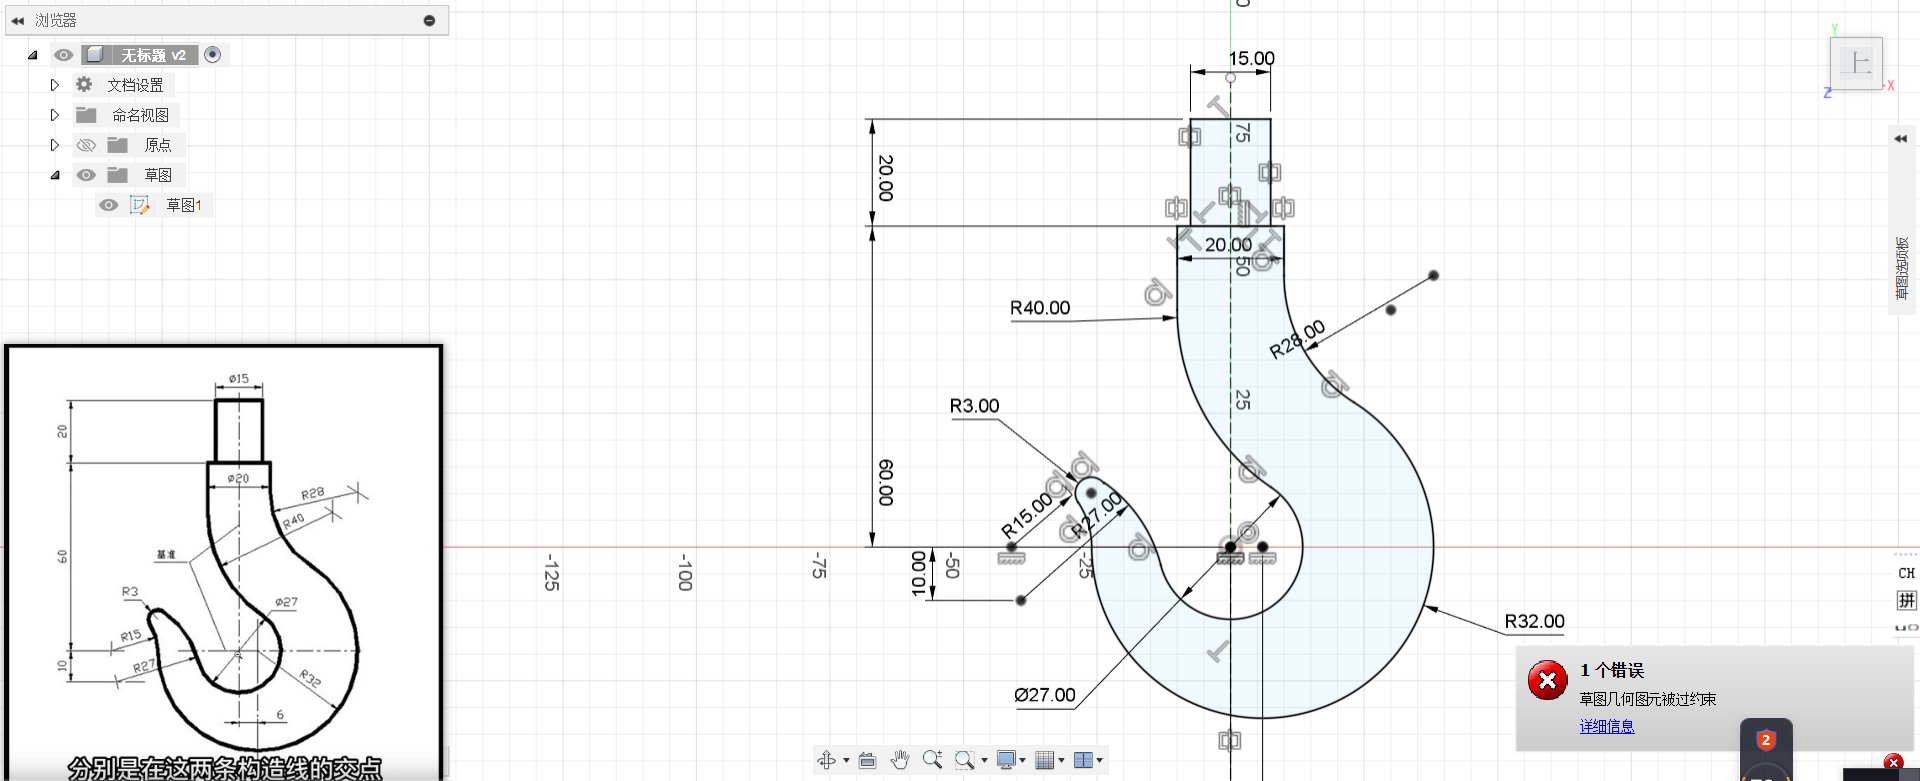 浏览器
无标题 v2
文档设置
命名视图
原点
草图
草图1
15.00
75
20.00
20.00
50
R40.00
R28.00
25
R3.00
60.00
R15.00
R27.00
10.00
-125
-100
-75
-50
-25
Ø27.00
R32.00
Y
上
X
Z
草图选项板
CH
拼
1 个错误
草图几何图元被过约束
详细信息
2
ø15
20
ø20
R28
R40
60
基准
R3
ø27
R15
R27
10
R32
6
分别是在这两条构造线的交点